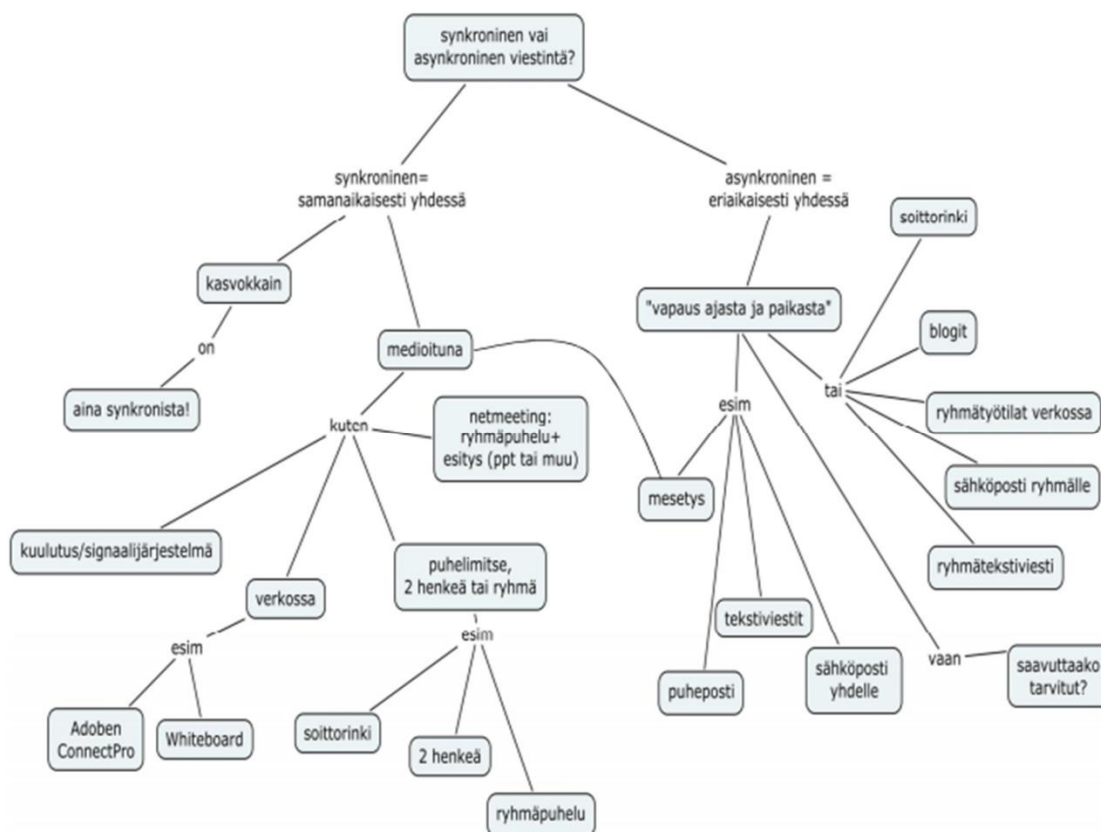 synkroninen vai
asynkroninen viestintä?
synkroninen=
samanaikaisesti yhdessä
asynkroninen =
eriaikaisesti yhdessä
soittorinki
kasvokkain
"vapaus ajasta ja paikasta"
blogit
on
medioituna
tai
aina synkronista!
esim
ryhmätyötilat verkossa
kuten
netmeeting:
ryhmäpuhelu+
esitys (ppt tai muu)
sähköposti ryhmälle
mesetys
kuulutus/signaalijärjestelmä
puhelimitse,
2 henkeä tai ryhmä
ryhmätekstiviesti
verkossa
tekstiviestit
esim
esim
vaan
saavuttaako
tarvitut?
sähköposti
yhdelle
puheposti
Adoben
ConnectPro
Whiteboard
soittorinki
2 henkeä
ryhmäpuhelu